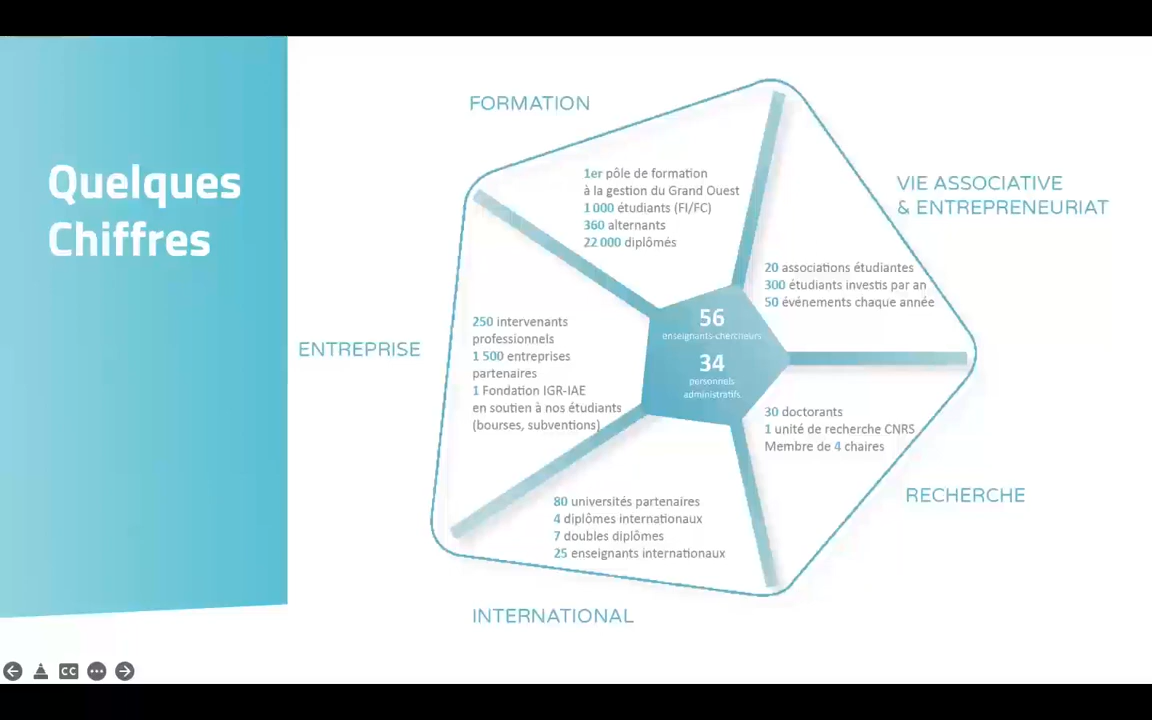 Quelques
Chiffres
FORMATION
1er pôle de formation
à la gestion du Grand Ouest
1 000 étudiants (FI/FC)
360 alternants
22 000 diplômés
VIE ASSOCIATIVE
& ENTREPRENEURIAT
20 associations étudiantes
300 étudiants investis par an
50 événements chaque année
56
enseignants-chercheurs
34
personnels
administratifs
ENTREPRISE
250 intervenants
professionnels
1 500 entreprises
partenaires
1 Fondation IGR-IAE
en soutien à nos étudiants
(bourses, subventions)
30 doctorants
1 unité de recherche CNRS
Membre de 4 chaires
RECHERCHE
80 universités partenaires
4 diplômes internationaux
7 doubles diplômes
25 enseignants internationaux
INTERNATIONAL
CC